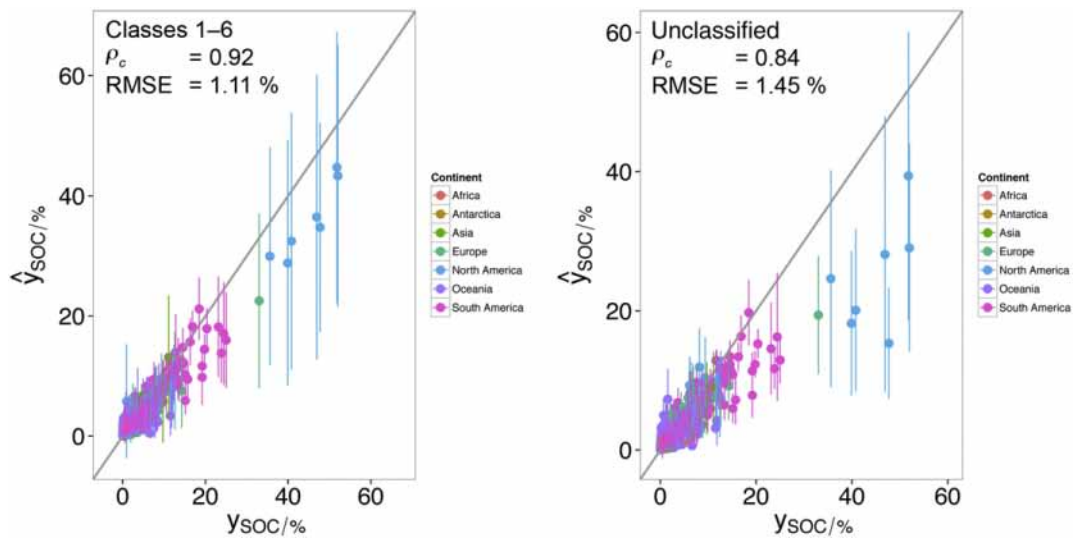 Classes 1–6
ρc = 0.92
RMSE = 1.11 %
60
40
20
0
ŷSOC/%
0 20 40 60
ySOC/%
Continent
Africa
Antarctica
Asia
Europe
North America
Oceania
South America
Unclassified
ρc = 0.84
RMSE = 1.45 %
60
40
20
0
ŷSOC/%
0 20 40 60
ySOC/%
Continent
Africa
Antarctica
Asia
Europe
North America
Oceania
South America